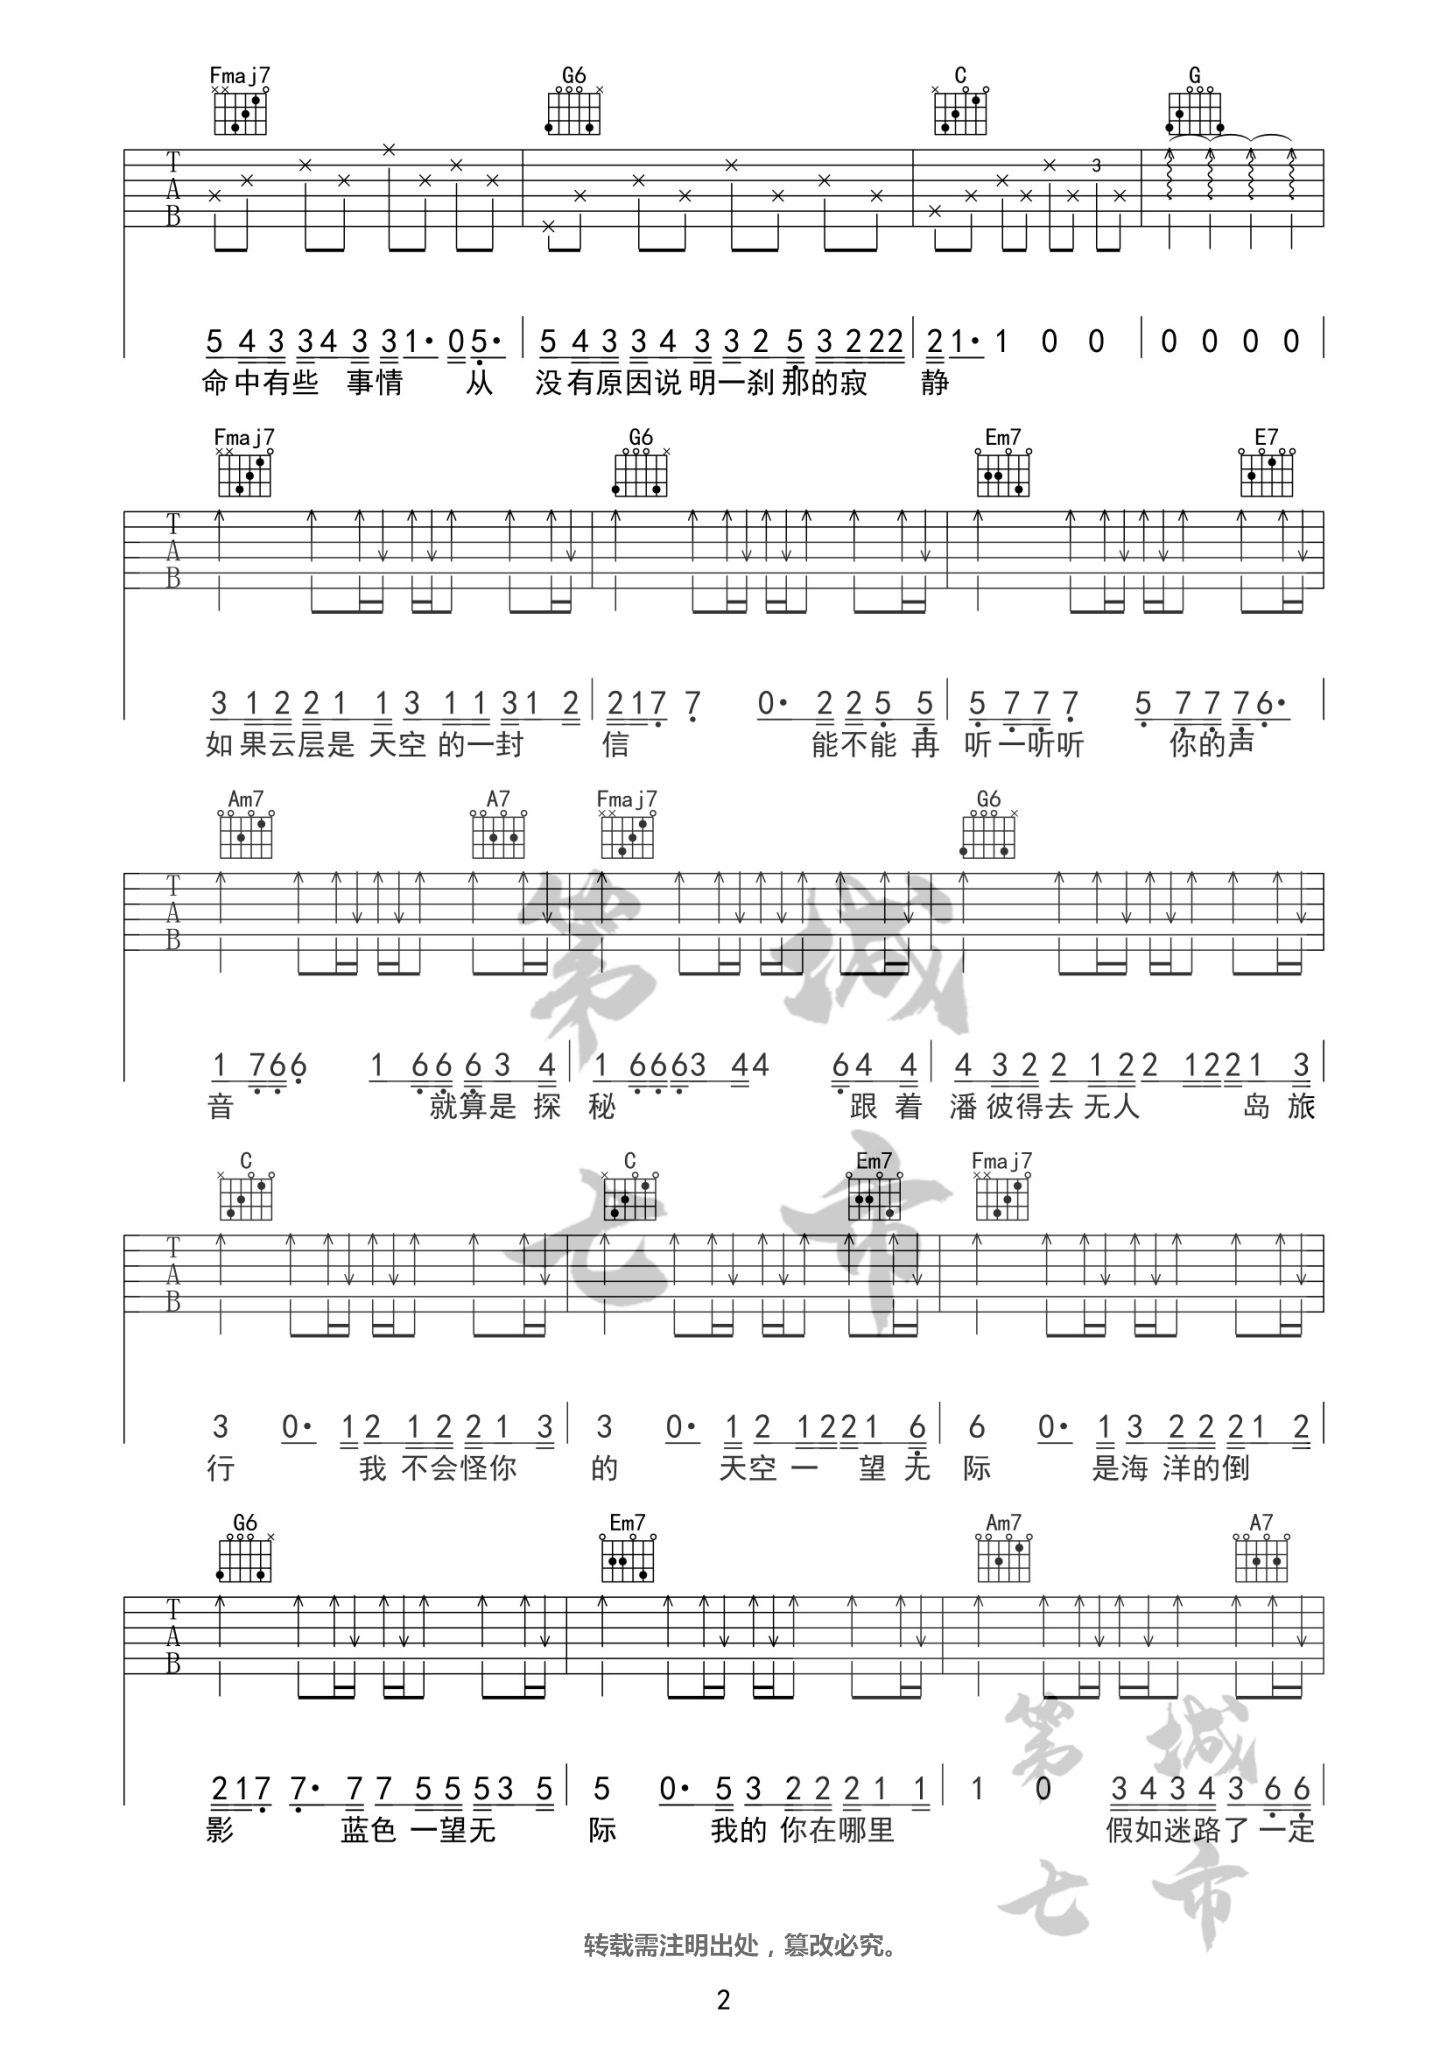 Fmaj7 G6 C G
T
A
B
3
5 4 3 3 4 3 3 1· 0 5· 5 4 3 3 4 3 3 2 5 3 2 2 2 2 1· 1 0 0 0 0 0 0
命中有些 事情 从 没有原因说 明一刹 那的寂 静
Fmaj7 G6 Em7 E7
T
A
B
3 1 2 2 1 1 3 1 1 3 1 2 2 1 7 7 0· 2 2 5 5 5 7 7 7 5 7 7 7 6·
如 果云层是 天空 的一封 信 能不能 再 听 一听听 你的声
Am7 A7 Fmaj7 G6
T
A
B
1 7 6 6 1 6 6 6 3 4 1 6 6 6 3 4 4 6 4 4 4 3 2 2 1 2 2 1 2 2 1 3
音 就算是 探 秘 跟 着 潘 彼得去 无人 岛 旅
C C Em7 Fmaj7
T
A
B
3 0· 1 2 1 2 2 1 3 3 0· 1 2 1 2 2 1 6 6 0· 1 3 2 2 2 1 2
行 我 不会怪你 的 天空 一 望 无 际 是海 洋的倒
G6 Em7 Am7 A7
T
A
B
2 1 7 7· 7 7 5 5 5 3 5 5 0· 5 3 2 2 2 1 1 1 0 3 4 3 4 3 6 6
影 蓝色 一望无 际 我的 你在哪里 假如迷路了 一定
第 城
七 市
第 城
七 市
转载需注明出处，篡改必究。
2